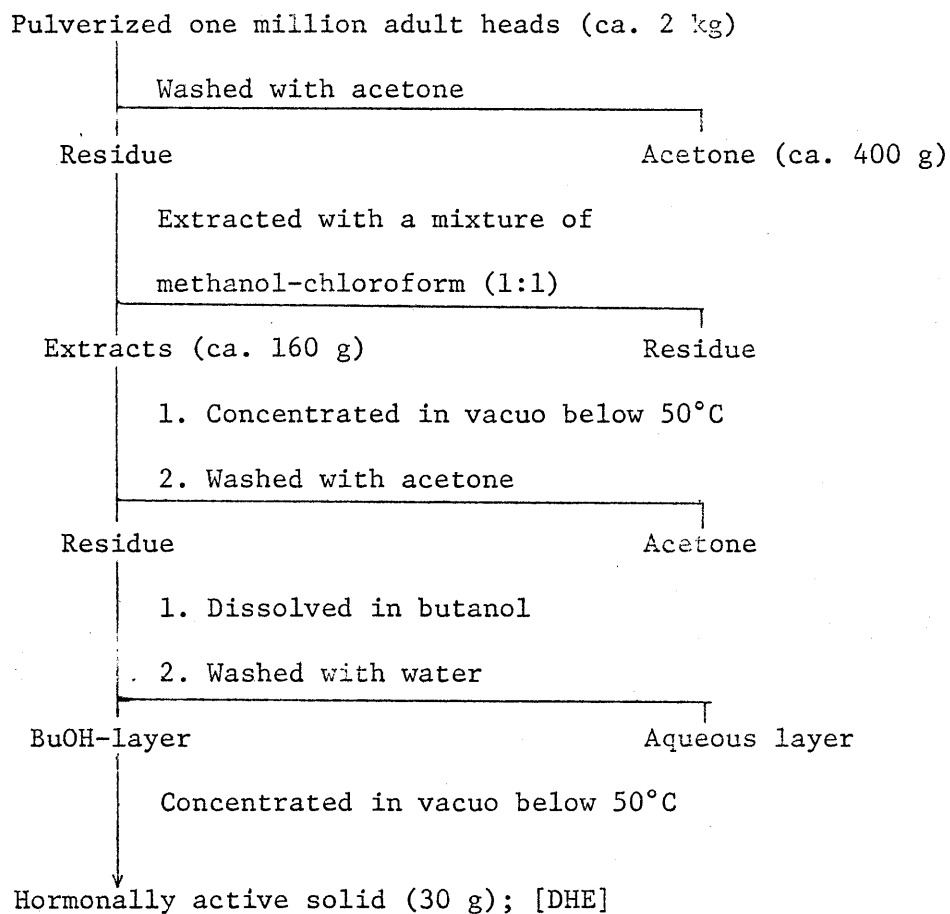 Pulverized one million adult heads (ca. 2 kg)
Washed with acetone
Residue Acetone (ca. 400 g)
Extracted with a mixture of
methanol-chloroform (1:1)
Extracts (ca. 160 g) Residue
1. Concentrated in vacuo below 50°C
2. Washed with acetone
Residue Acetone
1. Dissolved in butanol
2. Washed with water
BuOH-layer Aqueous layer
Concentrated in vacuo below 50°C
Hormonally active solid (30 g); [DHE]